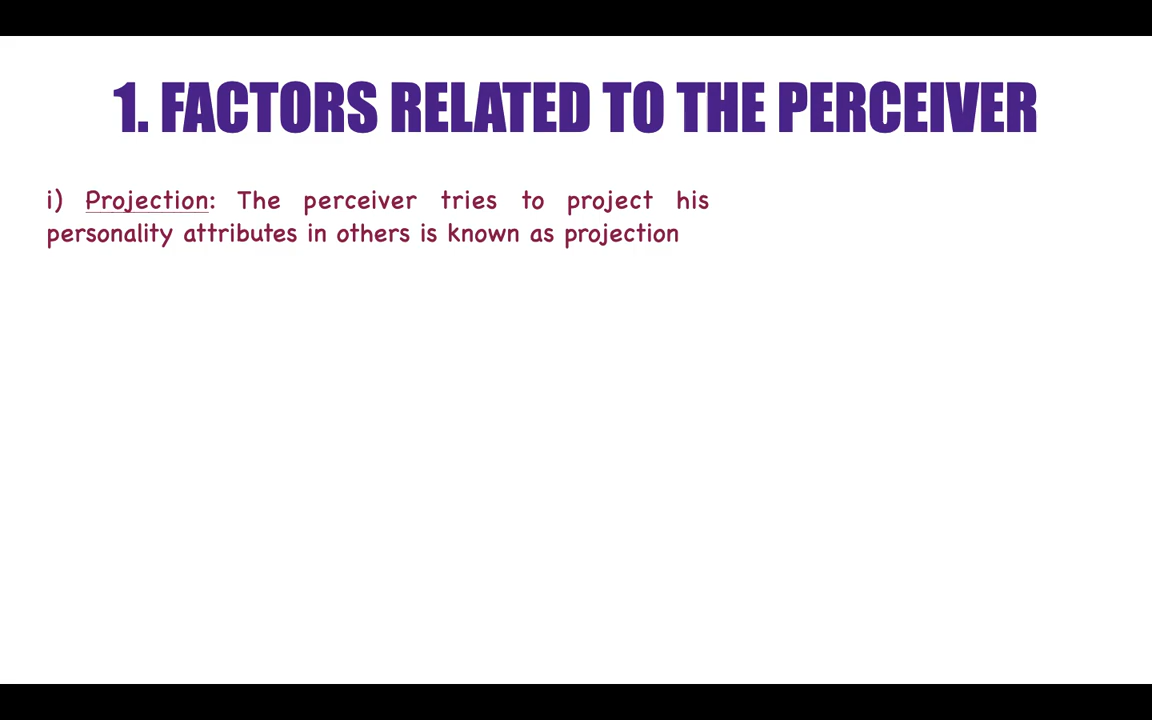 1. FACTORS RELATED TO THE PERCEIVER
i) Projection: The perceiver tries to project his
personality attributes in others is known as projection